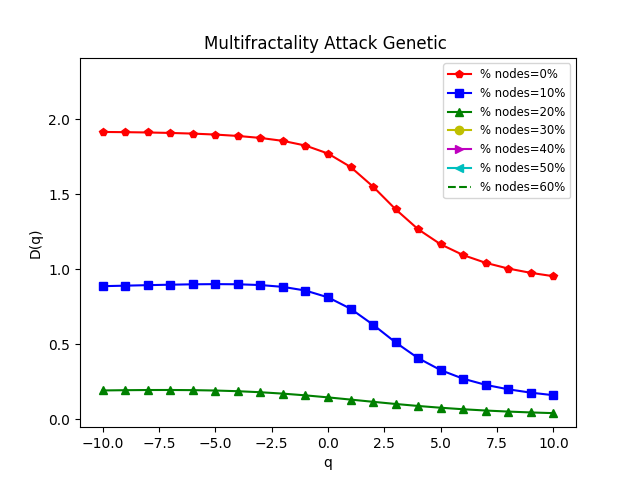 Multifractality Attack Genetic
% nodes=0%
% nodes=10%
% nodes=20%
% nodes=30%
% nodes=40%
% nodes=50%
% nodes=60%
D(q)
2.0
1.5
1.0
0.5
0.0
−10.0 −7.5 −5.0 −2.5 0.0 2.5 5.0 7.5 10.0
q